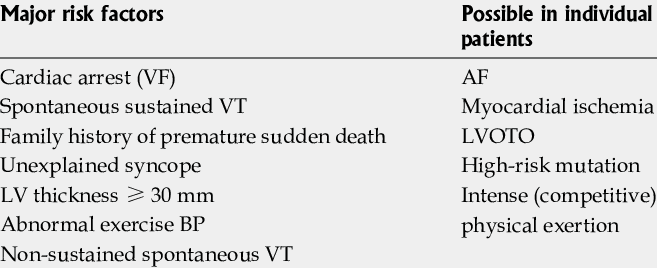 Major risk factors
Possible in individual
patients
Cardiac arrest (VF)
AF
Spontaneous sustained VT
Myocardial ischemia
Family history of premature sudden death
LVOTO
Unexplained syncope
High-risk mutation
LV thickness ⩾ 30 mm
Intense (competitive)
Abnormal exercise BP
physical exertion
Non-sustained spontaneous VT